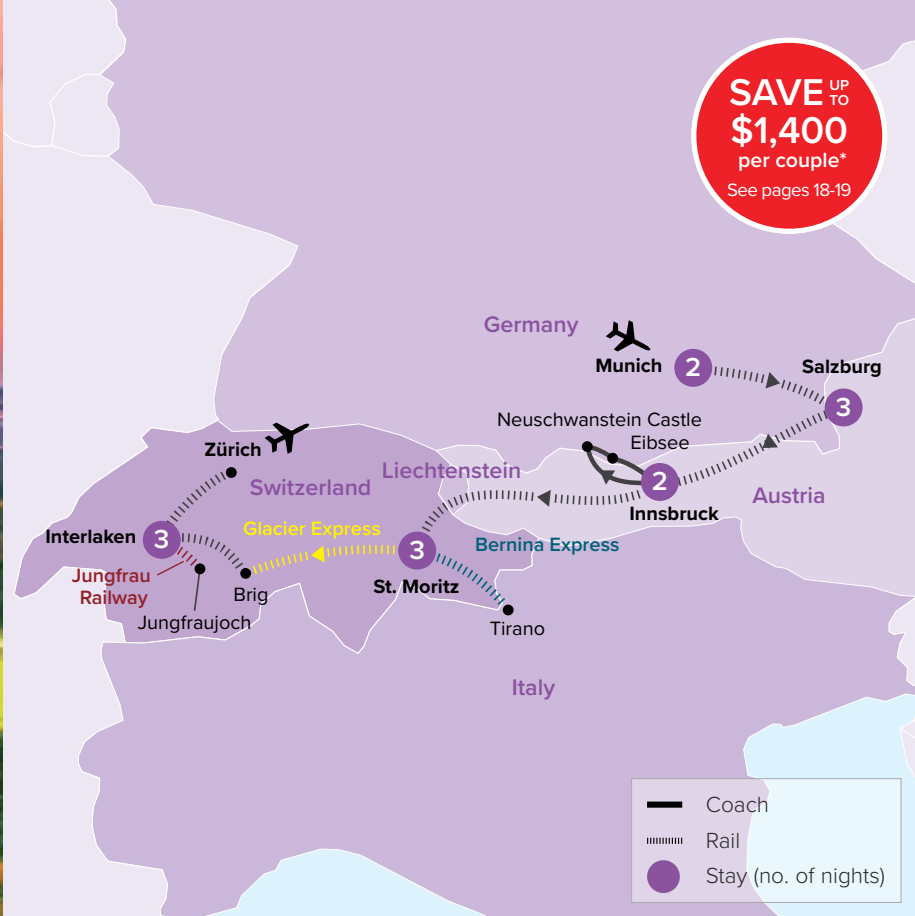 SAVE UP TO
$1,400
per couple*
See pages 18-19
Germany
Munich
2
Salzburg
3
Neuschwanstein Castle
Eibsee
Zürich
Liechtenstein
Switzerland
2
Austria
Innsbruck
Glacier Express
Interlaken
3
3
Bernina Express
Jungfrau
Railway
St. Moritz
Brig
Jungfraujoch
Tirano
Italy
Coach
Rail
Stay (no. of nights)